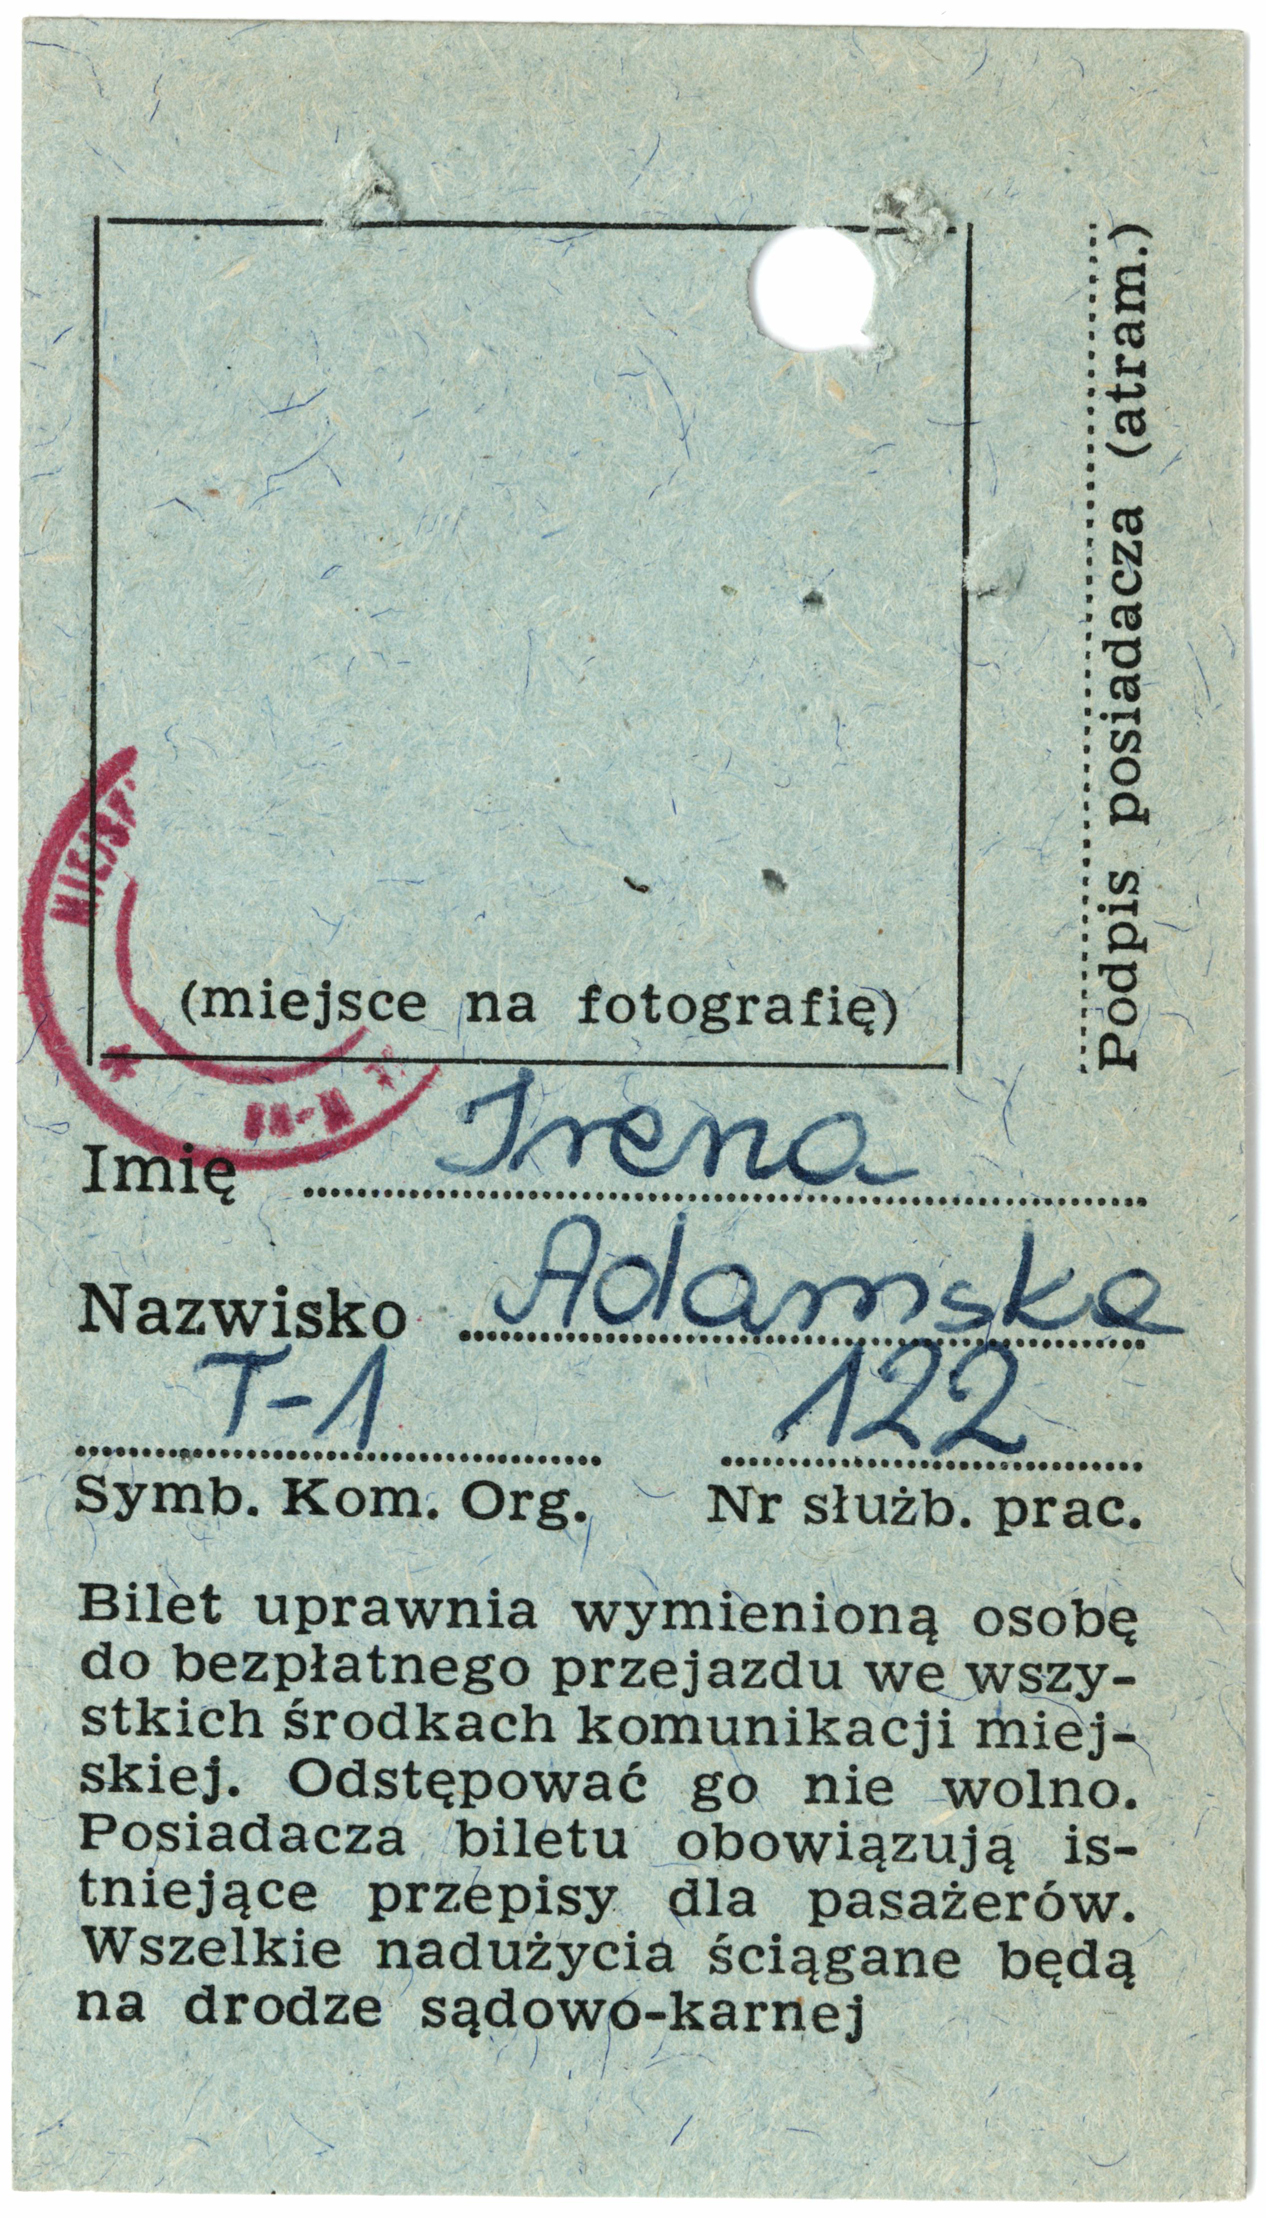 (miejsce na fotografię)
Podpis posiadacza (atram.)
Imię Irena
Nazwisko Adamska
T-1 122
Symb. Kom. Org. Nr służb. prac.
Bilet uprawnia wymienioną osobę
do bezpłatnego przejazdu we wszy-
stkich środkach komunikacji miej-
skiej. Odstępować go nie wolno.
Posiadacza biletu obowiązują is-
tniejące przepisy dla pasażerów.
Wszelkie nadużycia ściągane będą
na drodze sądowo-karnej